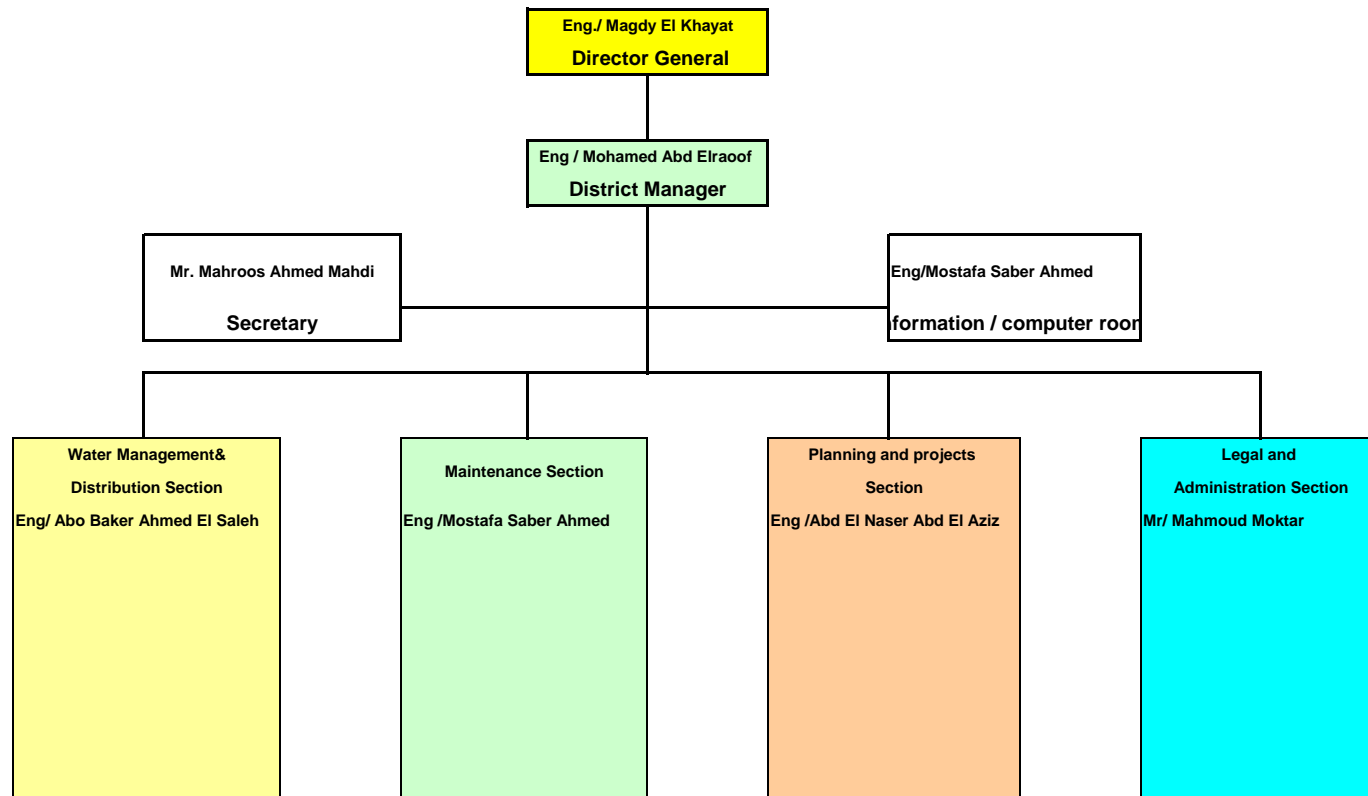 Eng./ Magdy El Khayat
Director General
Eng / Mohamed Abd Elraoof
District Manager
Mr. Mahroos Ahmed Mahdi
Secretary
Eng/Mostafa Saber Ahmed
nformation / computer roon
Water Management&
Distribution Section
Eng/ Abo Baker Ahmed El Saleh
Maintenance Section
Eng /Mostafa Saber Ahmed
Planning and projects
Section
Eng /Abd El Naser Abd El Aziz
Legal and
Administration Section
Mr/ Mahmoud Moktar